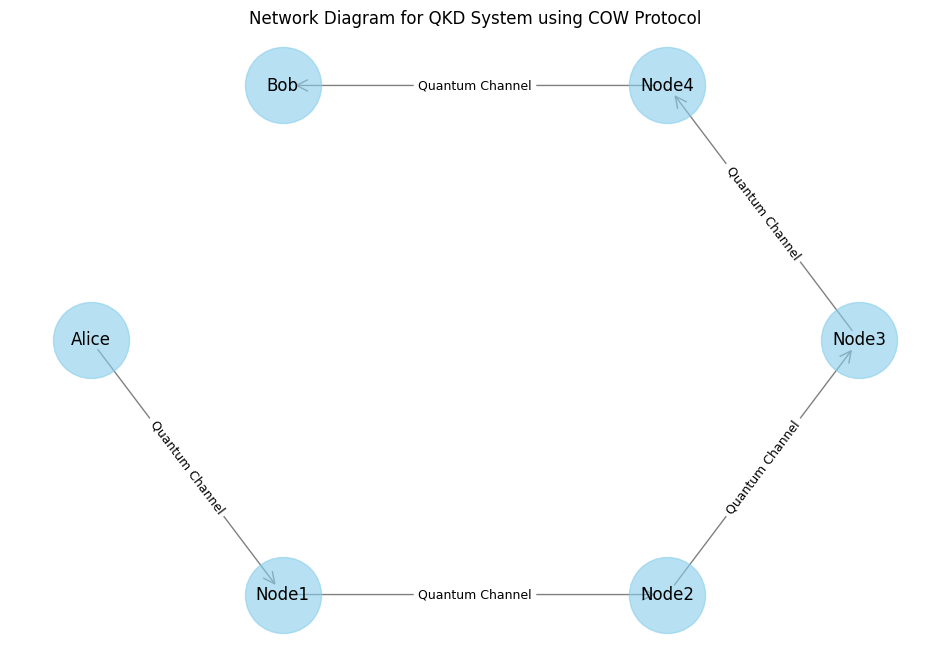 Network Diagram for QKD System using COW Protocol
Bob
Quantum Channel
Node4
Quantum Channel
Alice
Node3
Quantum Channel
Quantum Channel
Node1
Quantum Channel
Node2